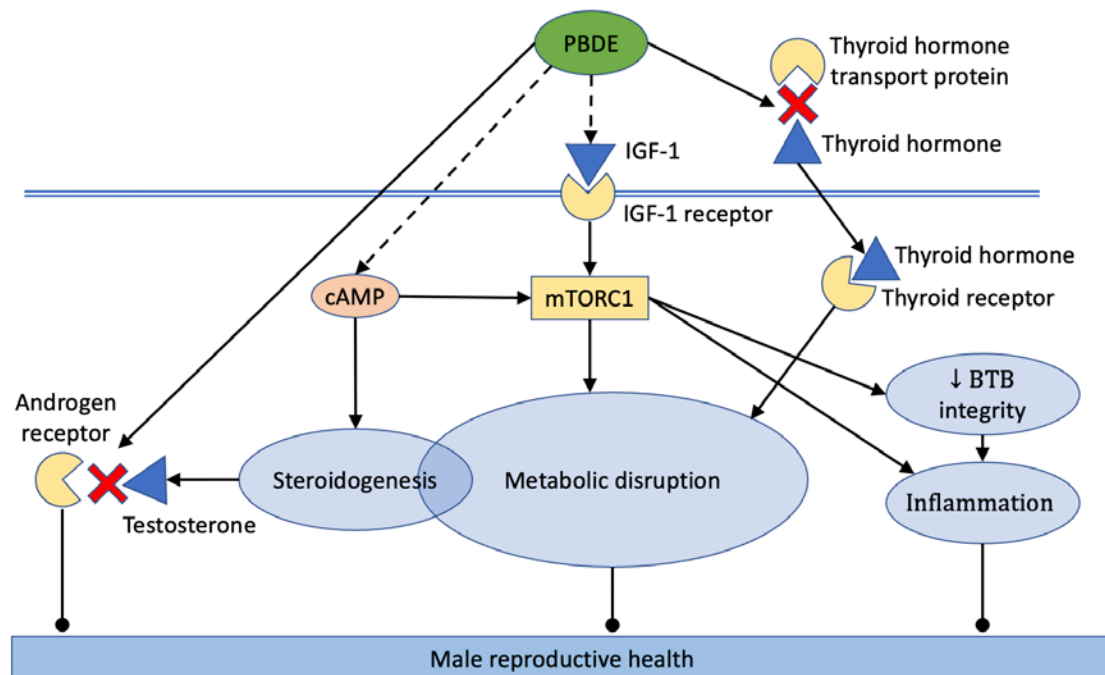 PBDE
Thyroid hormone
transport protein
Thyroid hormone
IGF-1
IGF-1 receptor
Thyroid hormone
Thyroid receptor
cAMP
mTORC1
↓ BTB
integrity
Androgen
receptor
Steroidogenesis
Metabolic disruption
Inflammation
Testosterone
Male reproductive health